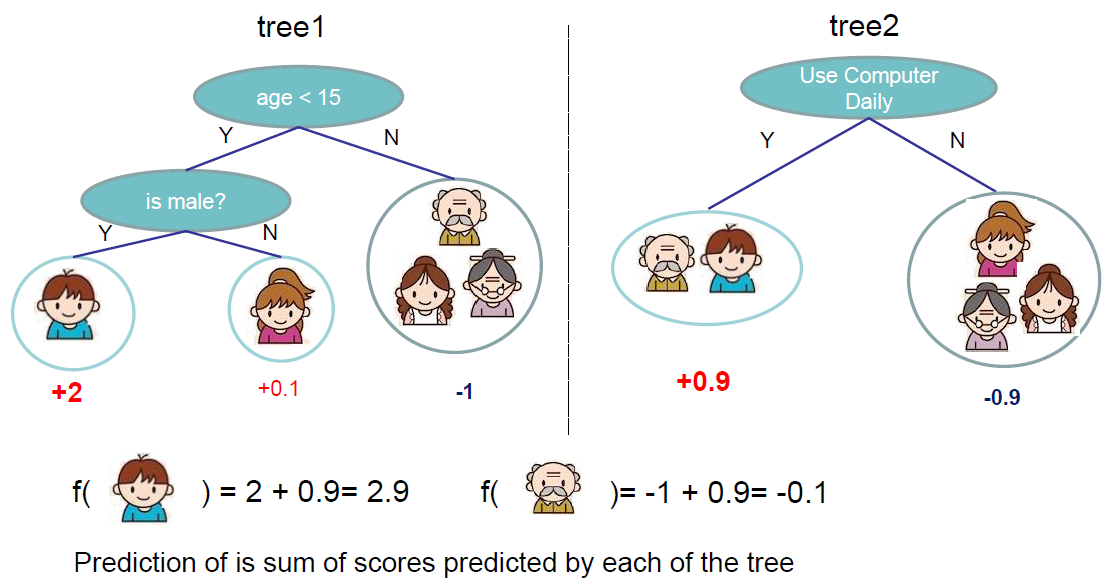 tree1
tree2
age < 15
Use Computer
Daily
Y
N
Y
N
is male?
Y
N
+2
+0.1
-1
+0.9
-0.9
f( ) = 2 + 0.9= 2.9
f( )= -1 + 0.9= -0.1
Prediction of is sum of scores predicted by each of the tree